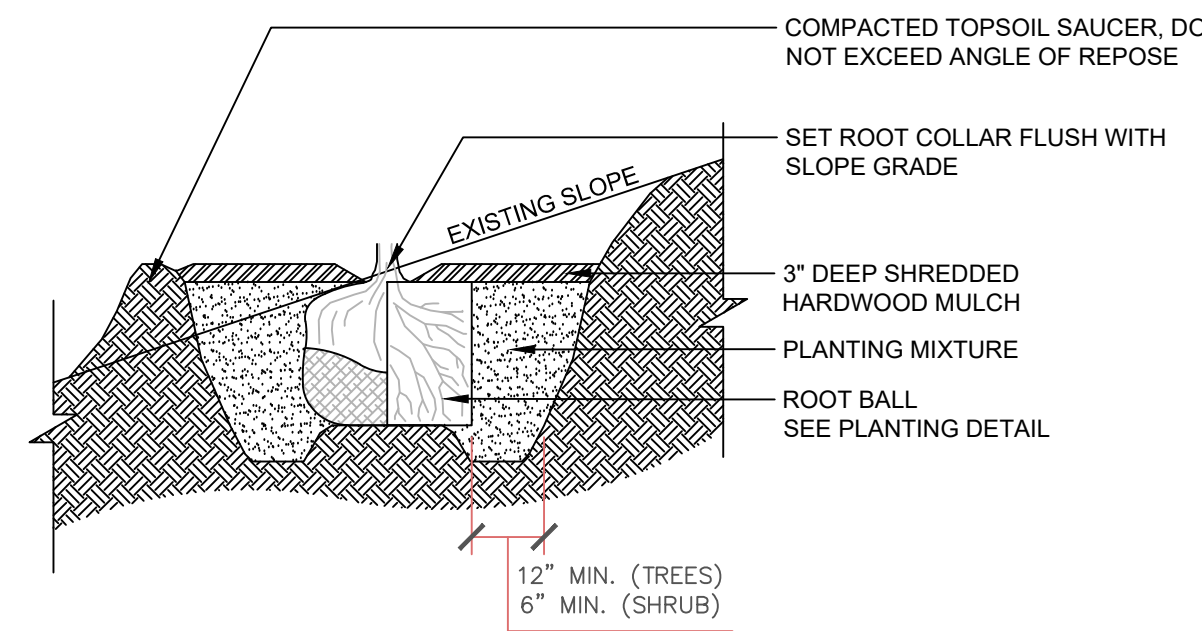 COMPACTED TOPSOIL SAUCER, DO
NOT EXCEED ANGLE OF REPOSE
SET ROOT COLLAR FLUSH WITH
SLOPE GRADE
EXISTING SLOPE
3" DEEP SHREDDED
HARDWOOD MULCH
PLANTING MIXTURE
ROOT BALL
SEE PLANTING DETAIL
12" MIN. (TREES)
6" MIN. (SHRUB)